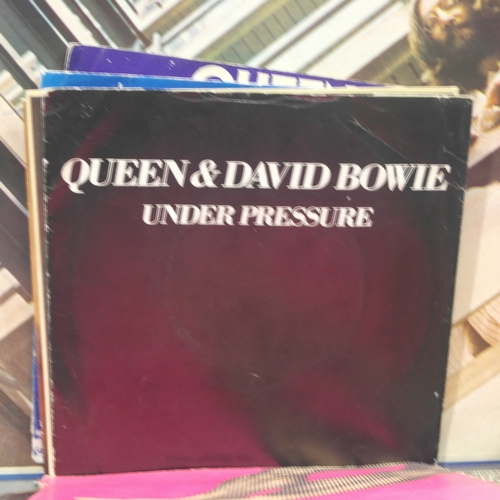 QUEEN & DAVID BOWIE
UNDER PRESSURE